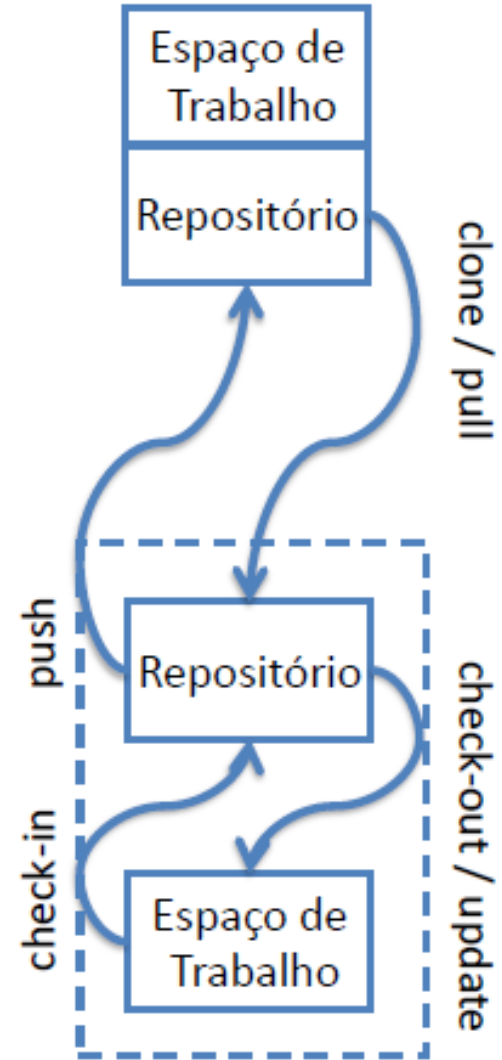 Espaço de
Trabalho
Repositório
clone / pull
push
Repositório
check-out / update
check-in
Espaço de
Trabalho